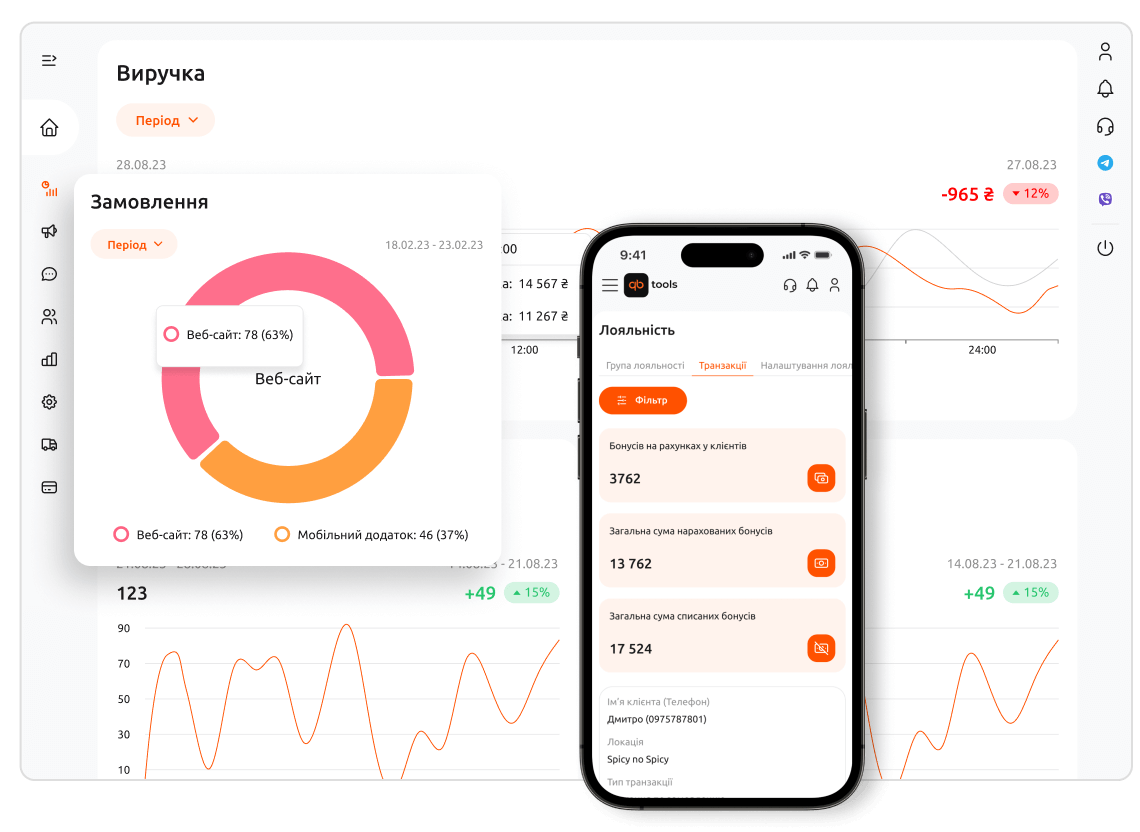 Виручка
Період
28.08.23
27.08.23
-965 ₴
12%
:00
а: 14 567 ₴
а: 11 267 ₴
12:00
24:00
Замовлення
Період
18.02.23 - 23.02.23
Веб-сайт: 78 (63%)
Веб-сайт
Веб-сайт: 78 (63%)
Мобільний додаток: 46 (37%)
- 21.08.23
14.08.23 - 21.08.23
123
+49
15%
+49
15%
90
70
50
30
10
9:41
qb tools
Лояльність
Група лояльності
Транзакції
Налаштування лоял
Фільтр
Бонусів на рахунках у клієнтів
3762
Загальна сума нарахованих бонусів
13 762
Загальна сума списаних бонусів
17 524
Ім'я клієнта (Телефон)
Дмитро (0975787801)
Локація
Spicy no Spicy
Тип транзакції